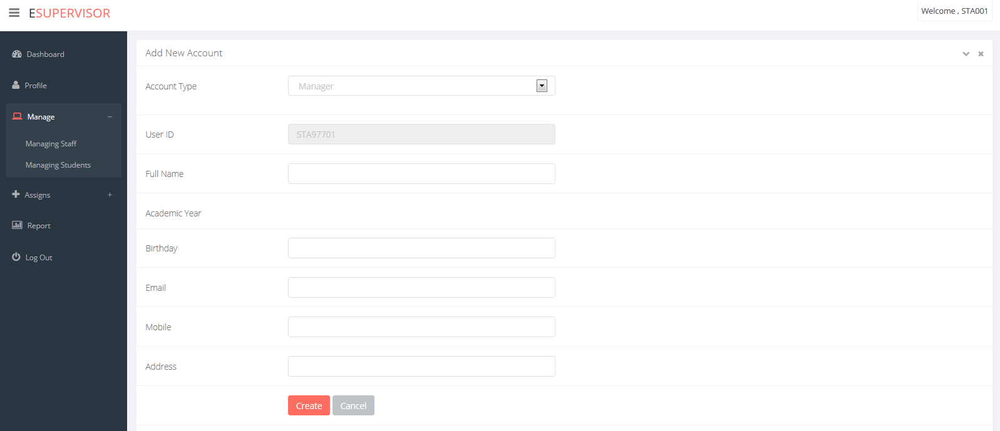 ESUPERVISOR
Welcome , STA001
Dashboard
Profile
Manage
Managing Staff
Managing Students
Assigns
Report
Log Out
Add New Account
Account Type
Manager
User ID
STA97701
Full Name
Academic Year
Birthday
Email
Mobile
Address
Create
Cancel